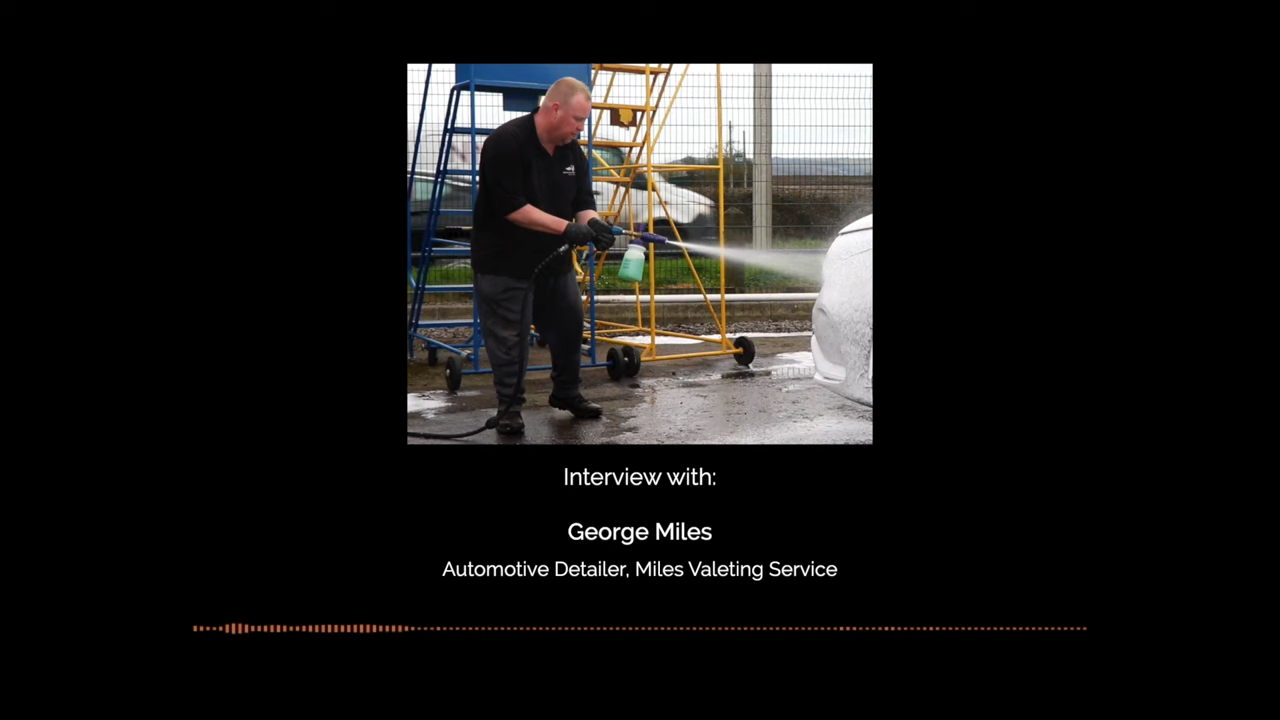 Interview with:
George Miles
Automotive Detailer, Miles Valeting Service